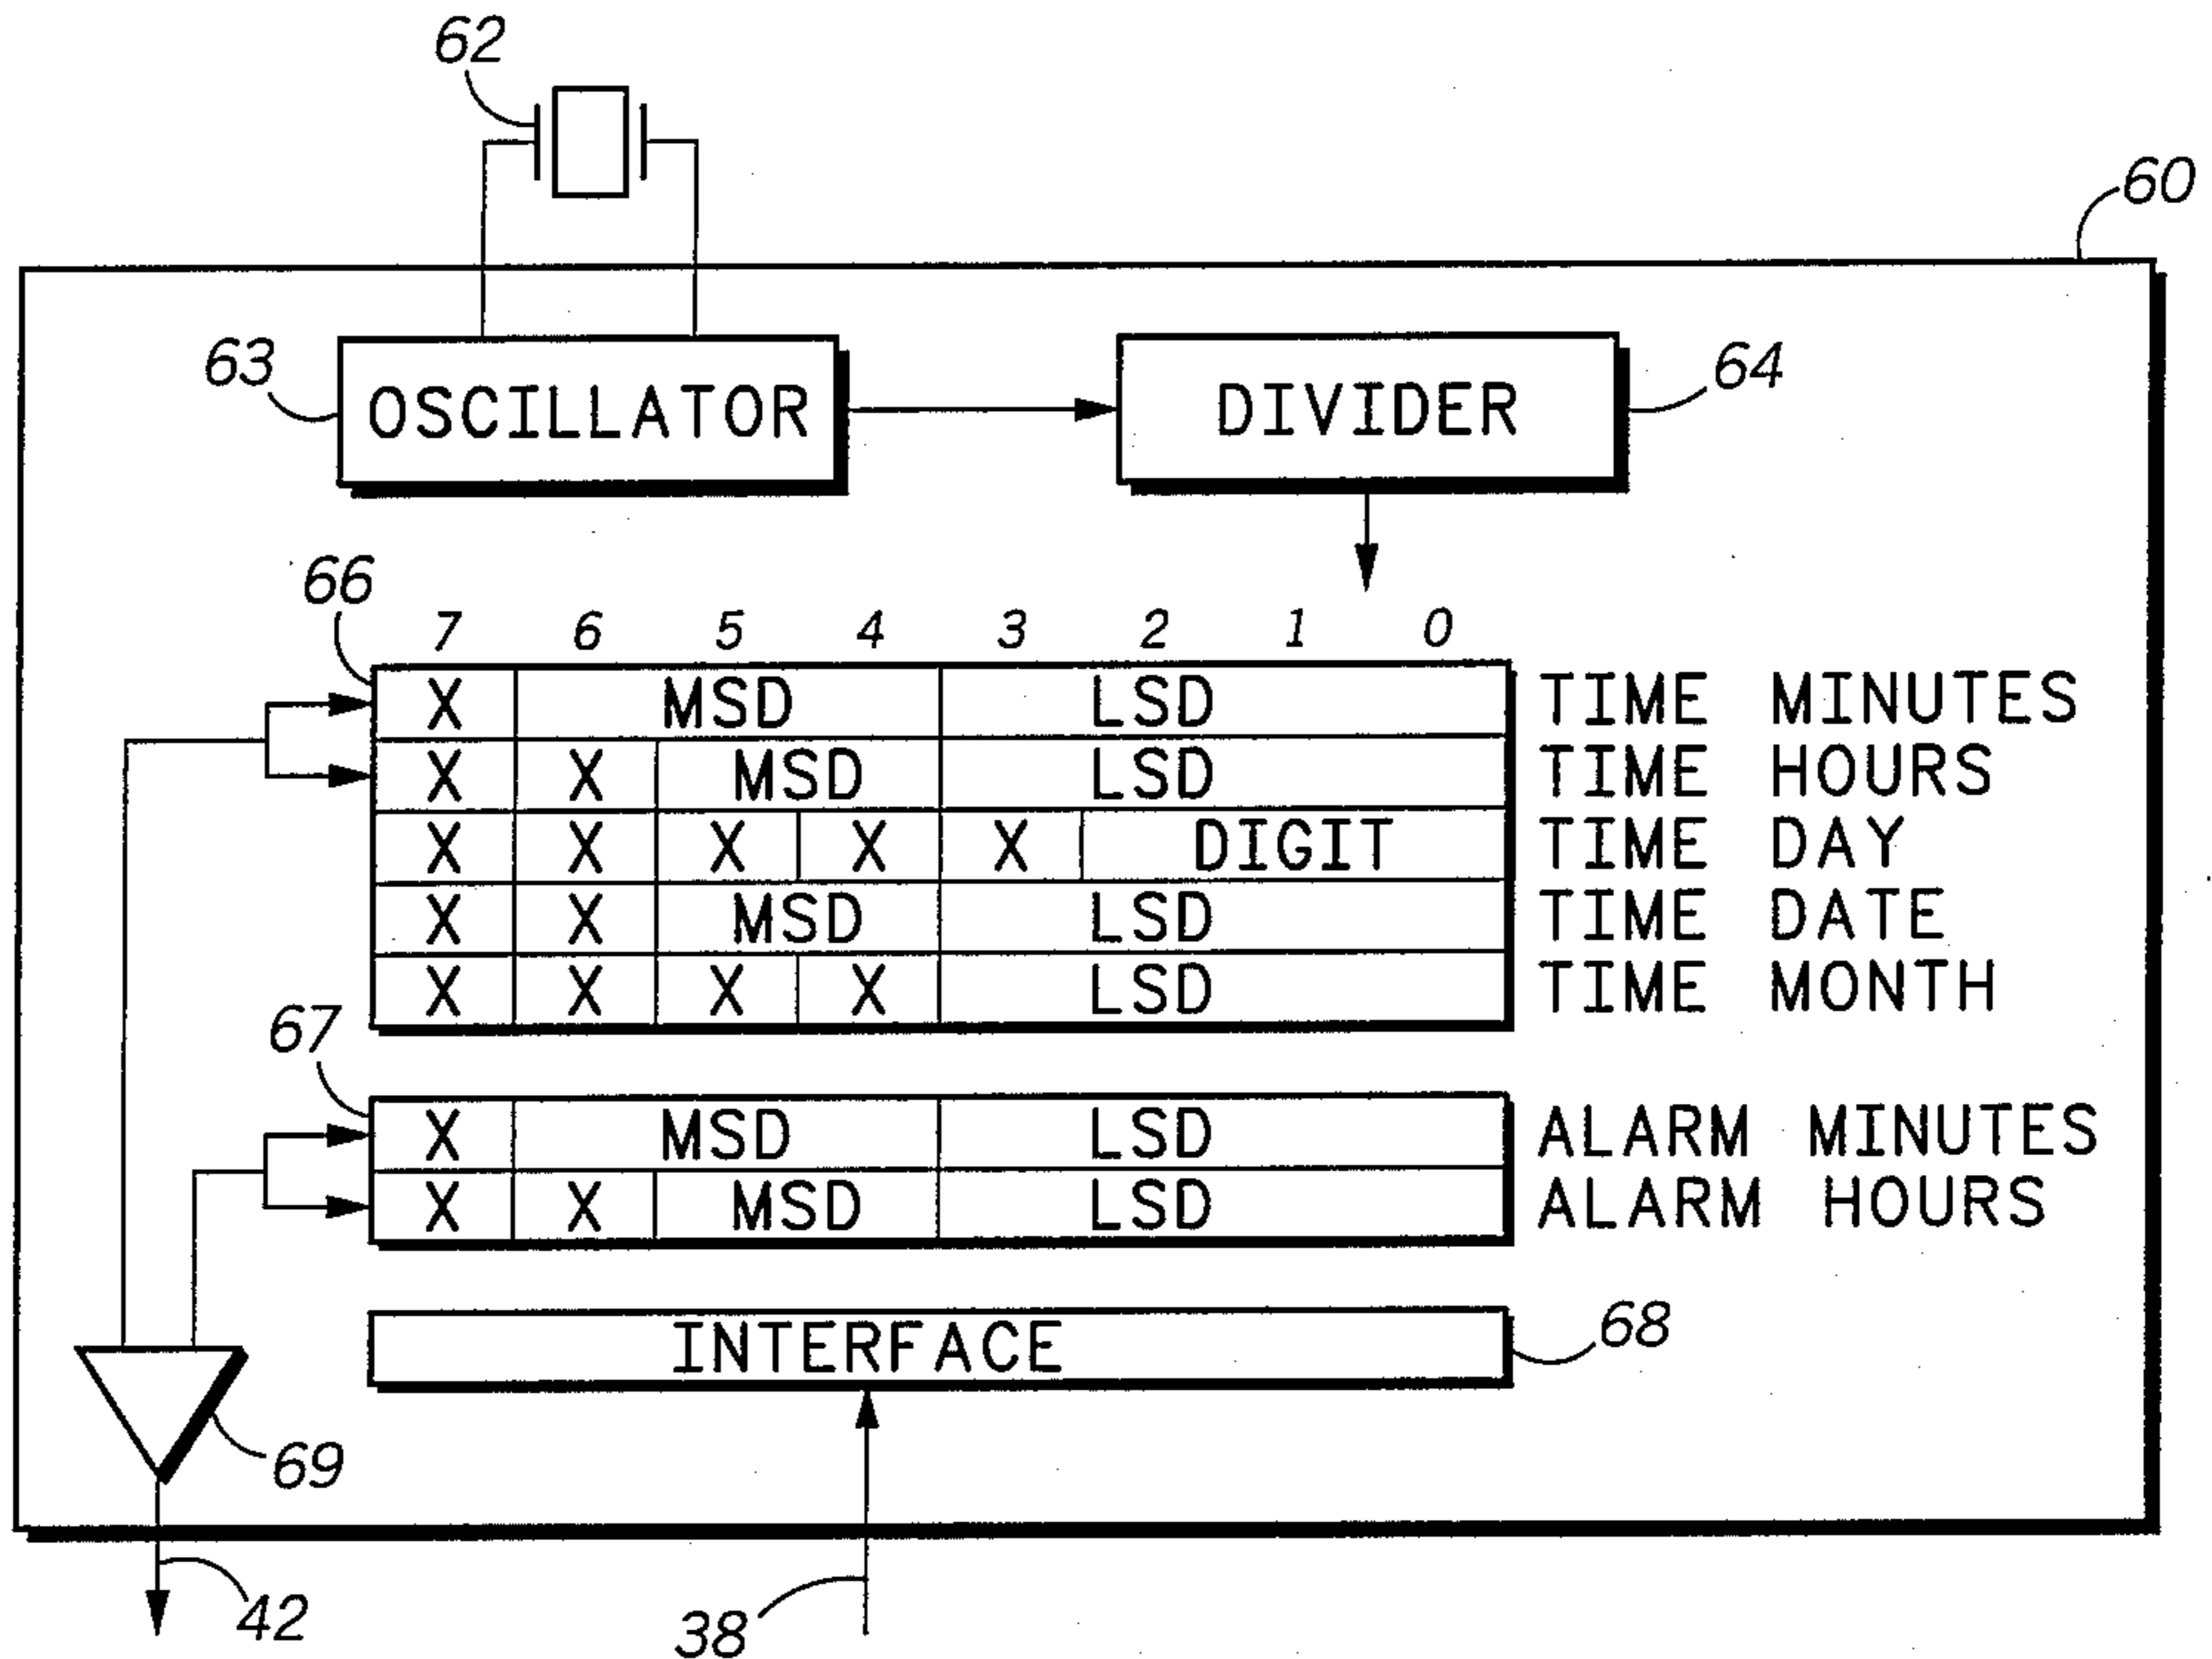 62
60
63
OSCILLATOR
DIVIDER
64
66
7 6 5 4 3 2 1 0
X MSD LSD TIME MINUTES
X X MSD LSD TIME HOURS
X X X X X DIGIT TIME DAY
X X MSD LSD TIME DATE
X X X X LSD TIME MONTH
67
X MSD LSD ALARM MINUTES
X X MSD LSD ALARM HOURS
INTERFACE
68
69
42
38